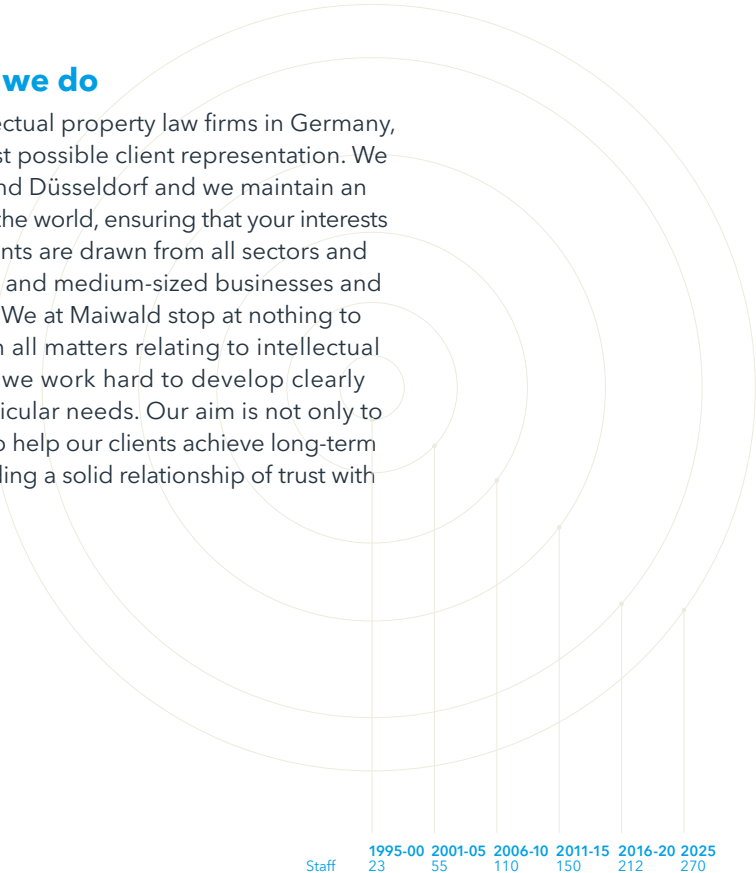 we do
ectual property law firms in Germany,
st possible client representation. We
nd Düsseldorf and we maintain an
the world, ensuring that your interests
nts are drawn from all sectors and
and medium-sized businesses and
We at Maiwald stop at nothing to
n all matters relating to intellectual
we work hard to develop clearly
icular needs. Our aim is not only to
o help our clients achieve long-term
ling a solid relationship of trust with
1995-00 2001-05 2006-10 2011-15 2016-20 2025
Staff 23 55 110 150 212 270